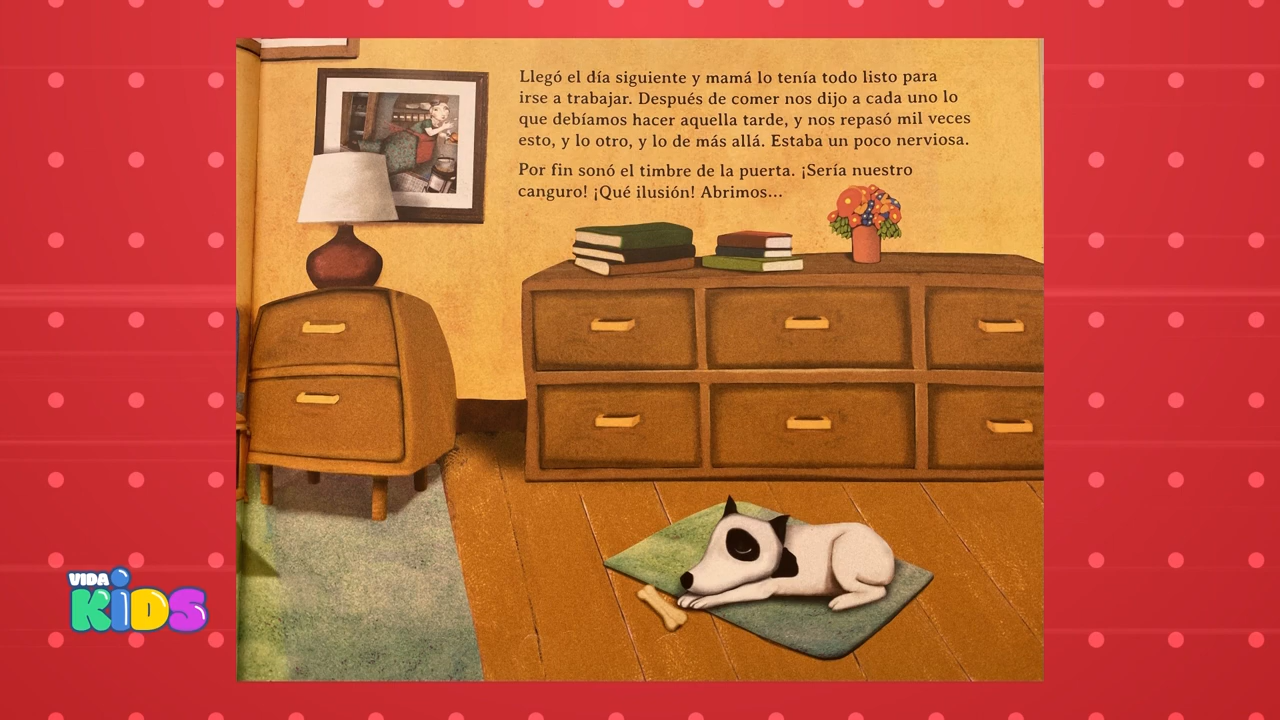 Llegó el día siguiente y mamá lo tenía todo listo para
irse a trabajar. Después de comer nos dijo a cada uno lo
que debíamos hacer aquella tarde, y nos repasó mil veces
esto, y lo otro, y lo de más allá. Estaba un poco nerviosa.
Por fin sonó el timbre de la puerta. ¡Sería nuestro
canguro! ¡Qué ilusión! Abrimos...
VIDA
KiDS